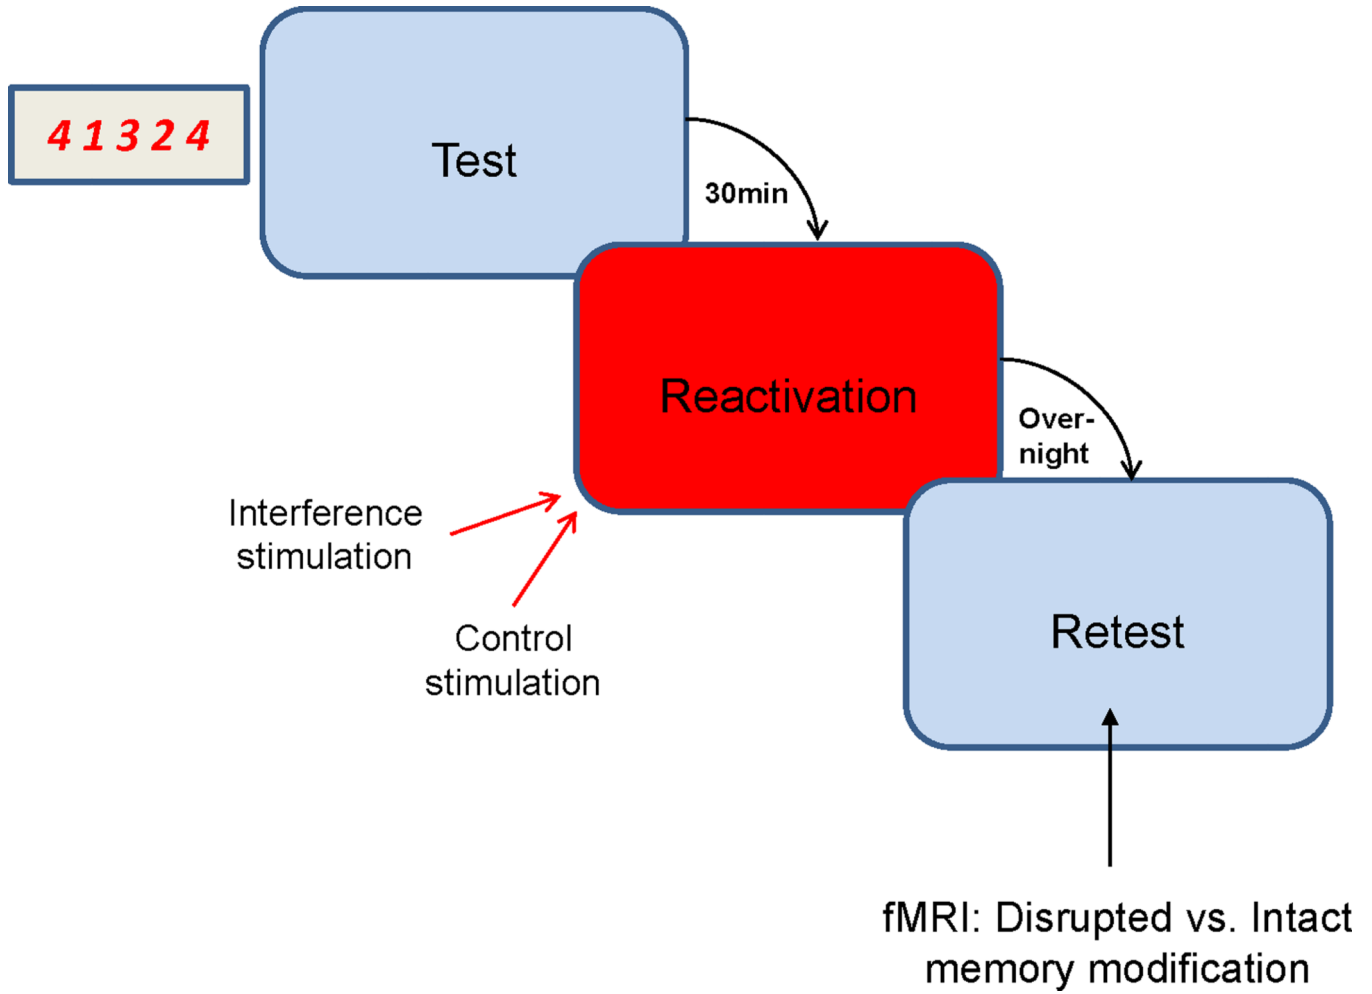 4 1 3 2 4
Test
30min
Reactivation
Over-
night
Interference
stimulation
Control
stimulation
Retest
fMRI: Disrupted vs. Intact
memory modification